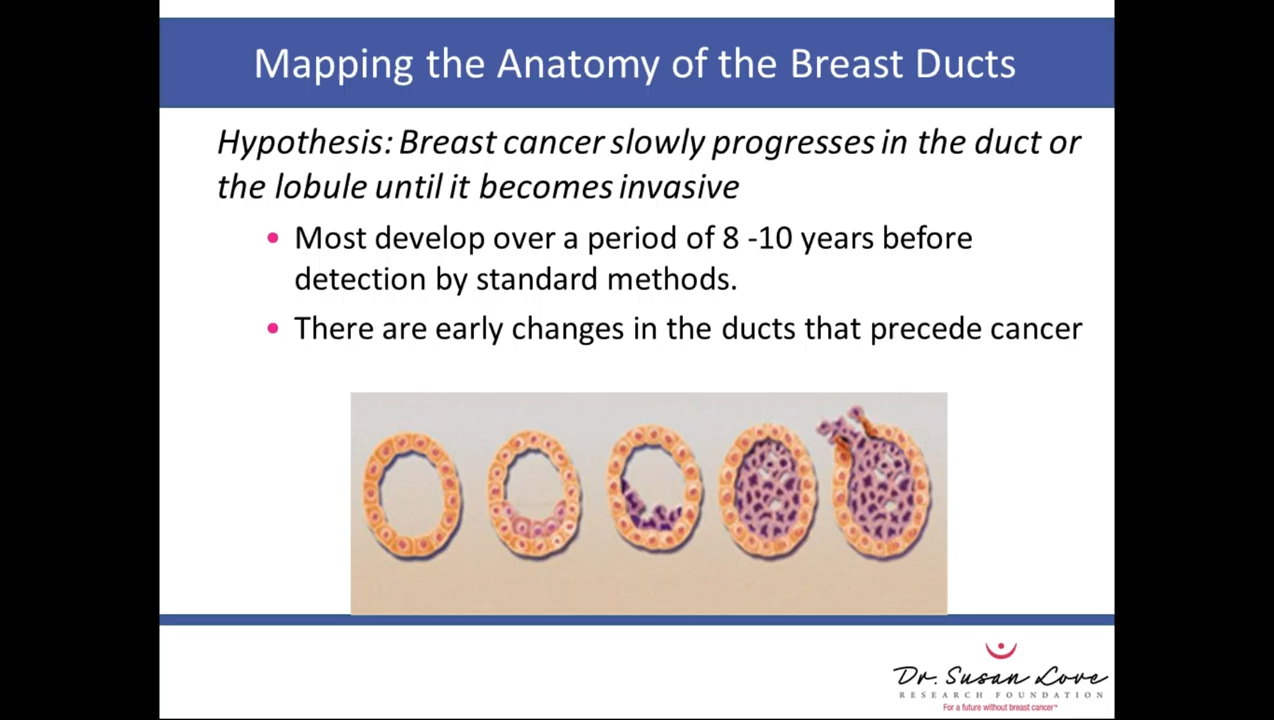 Mapping the Anatomy of the Breast Ducts
Hypothesis: Breast cancer slowly progresses in the duct or
the lobule until it becomes invasive
• Most develop over a period of 8 -10 years before
detection by standard methods.
• There are early changes in the ducts that precede cancer
Dr. Susan Love
RESEARCH FOUNDATION
For a future without breast cancer™